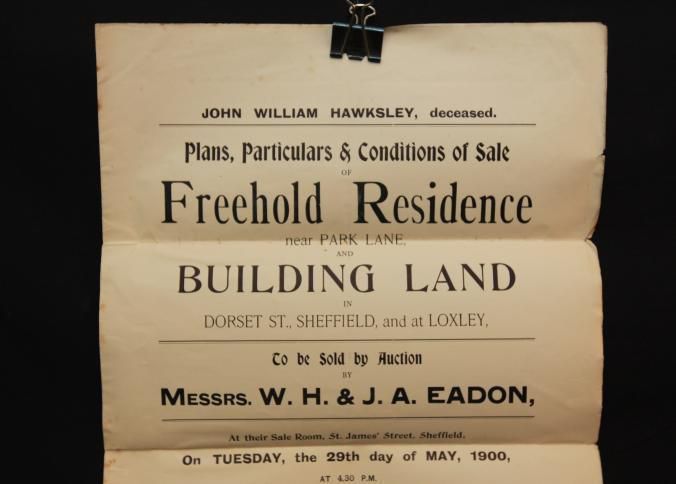 JOHN WILLIAM HAWKSLEY, deceased.
Plans, Particulars & Conditions of Sale
OF
Freehold Residence
near PARK LANE,
AND
BUILDING LAND
IN
DORSET ST., SHEFFIELD, and at LOXLEY,
To be Sold by Auction
BY
MESSRS. W. H. & J. A. EADON,
At their Sale Room, St. James' Street, Sheffield,
On TUESDAY, the 29th day of MAY, 1900,
AT 4.30 P.M.